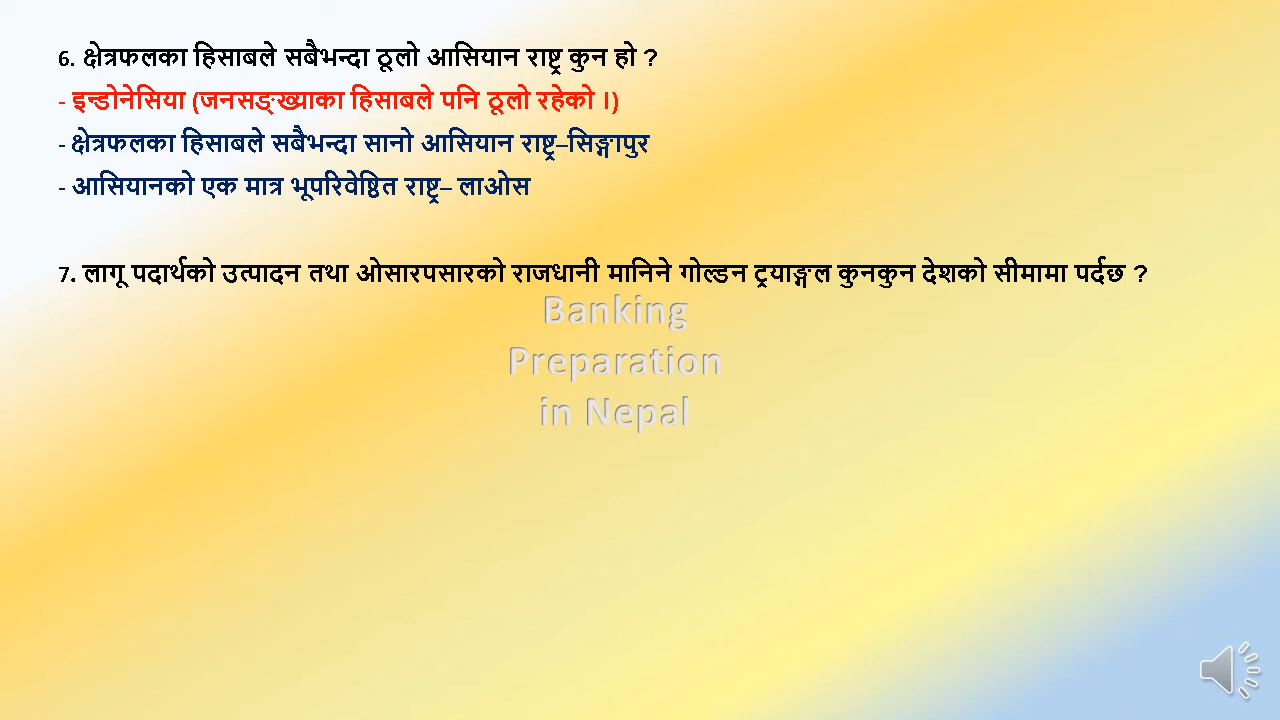 6. क्षेत्रफलका हिसाबले सबैभन्दा ठूलो आसियान राष्ट्र कुन हो ?
- इन्डोनेसिया (जनसङ्ख्याका हिसाबले पनि ठूलो रहेको ।)
- क्षेत्रफलका हिसाबले सबैभन्दा सानो आसियान राष्ट्र–सिङ्गापुर
- आसियानको एक मात्र भूपरिवेष्ठित राष्ट्र– लाओस
7. लागू पदार्थको उत्पादन तथा ओसारपसारको राजधानी मानिने गोल्डन ट्रयाङ्गल कुनकुन देशको सीमामा पर्दछ ?
Banking
Preparation
in Nepal